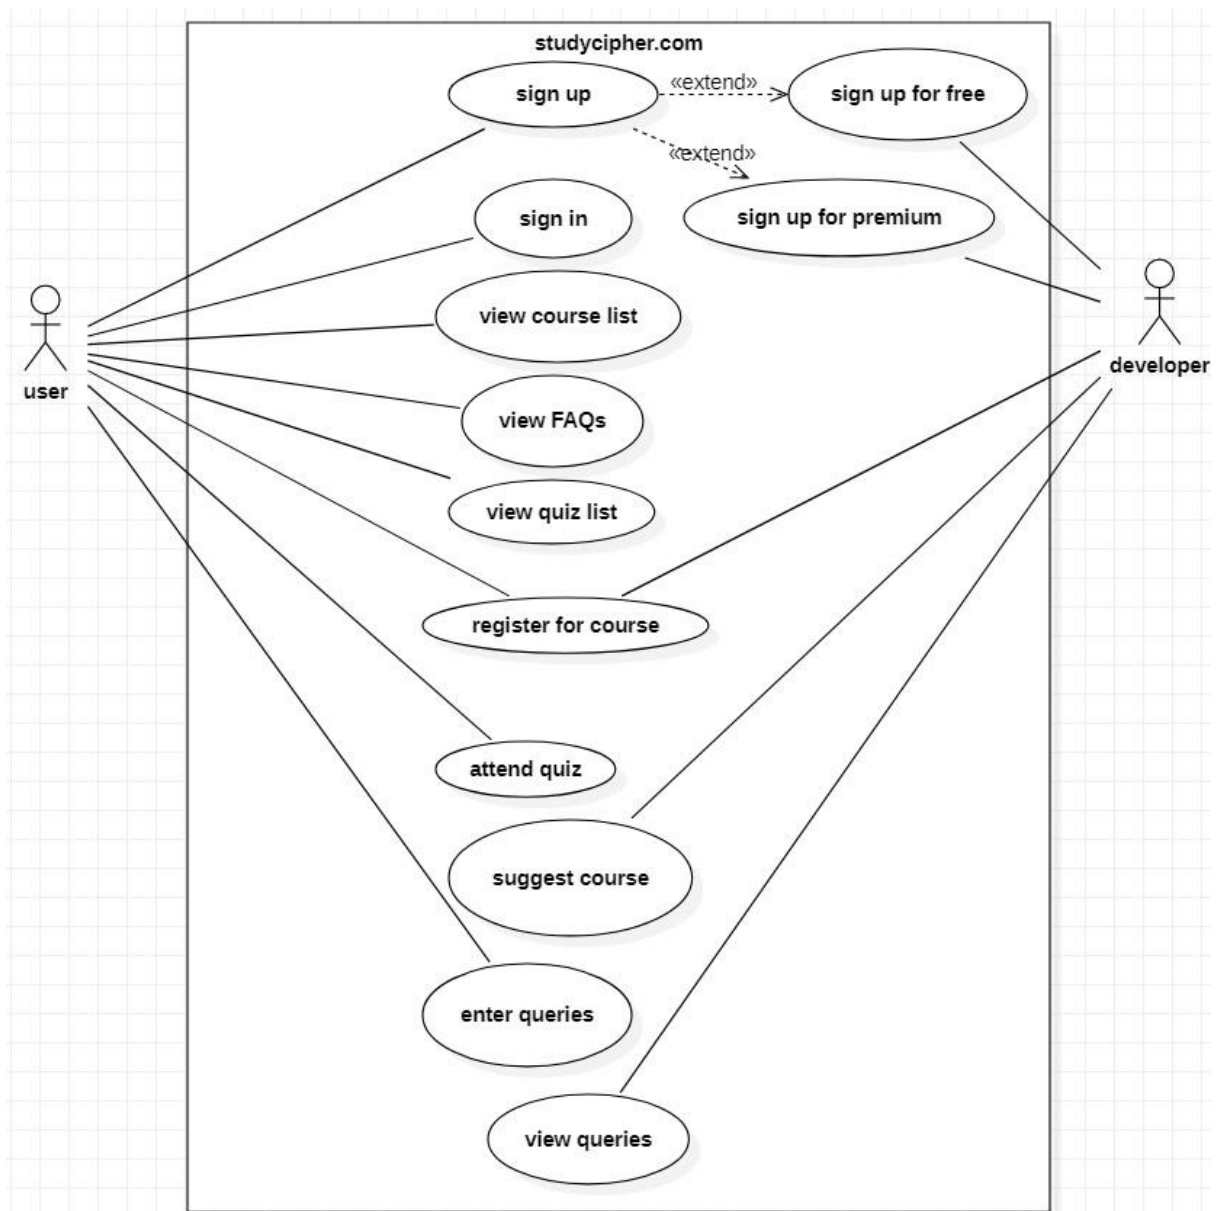 studycipher.com
sign up
«extend»
sign up for free
«extend»
sign in
sign up for premium
view course list
user
developer
view FAQs
view quiz list
register for course
attend quiz
suggest course
enter queries
view queries